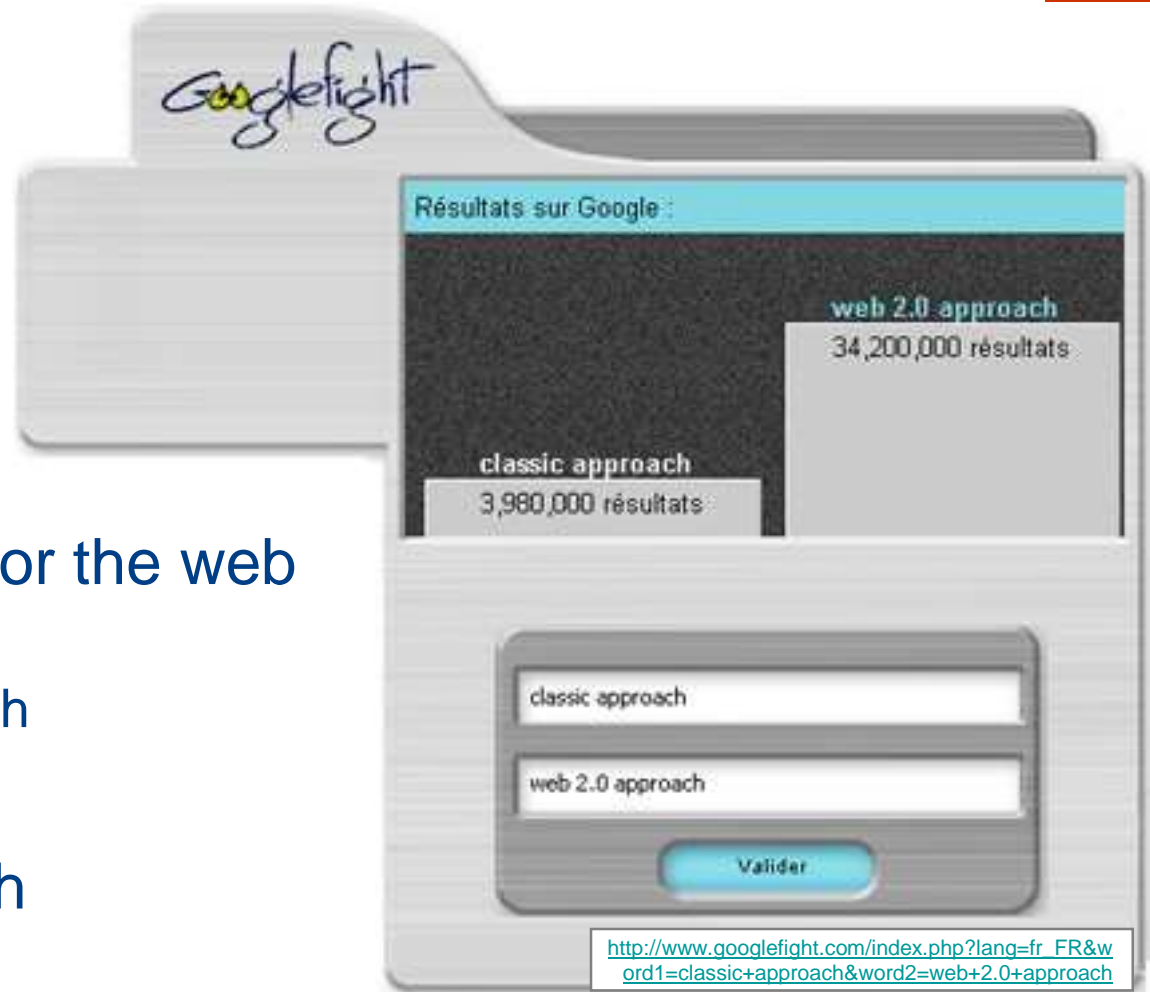 Googlefight
Résultats sur Google :
web 2.0 approach
34,200,000 résultats
classic approach
3,980,000 résultats
or the web
h
h
classic approach
web 2.0 approach
Valider
http://www.googlefight.com/index.php?lang=fr_FR&w
ord1=classic+approach&word2=web+2.0+approach